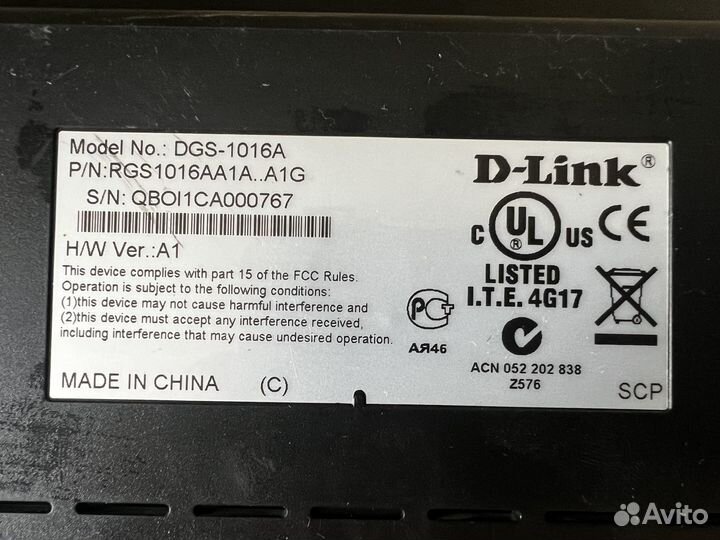 Model No.: DGS-1016A
P/N:RGS1016AA1A..A1G
S/N: QBOI1CA000767
H/W Ver.:A1
This device complies with part 15 of the FCC Rules.
Operation is subject to the following conditions:
(1)this device may not cause harmful interference and
(2)this device must accept any interference received,
including interference that may cause undesired operation.
MADE IN CHINA (C)
D-Link®
C UL® US CE
LISTED
I.T.E. 4G17
РСТ
АЯ46
ACN 052 202 838
Z576
SCP
Avito